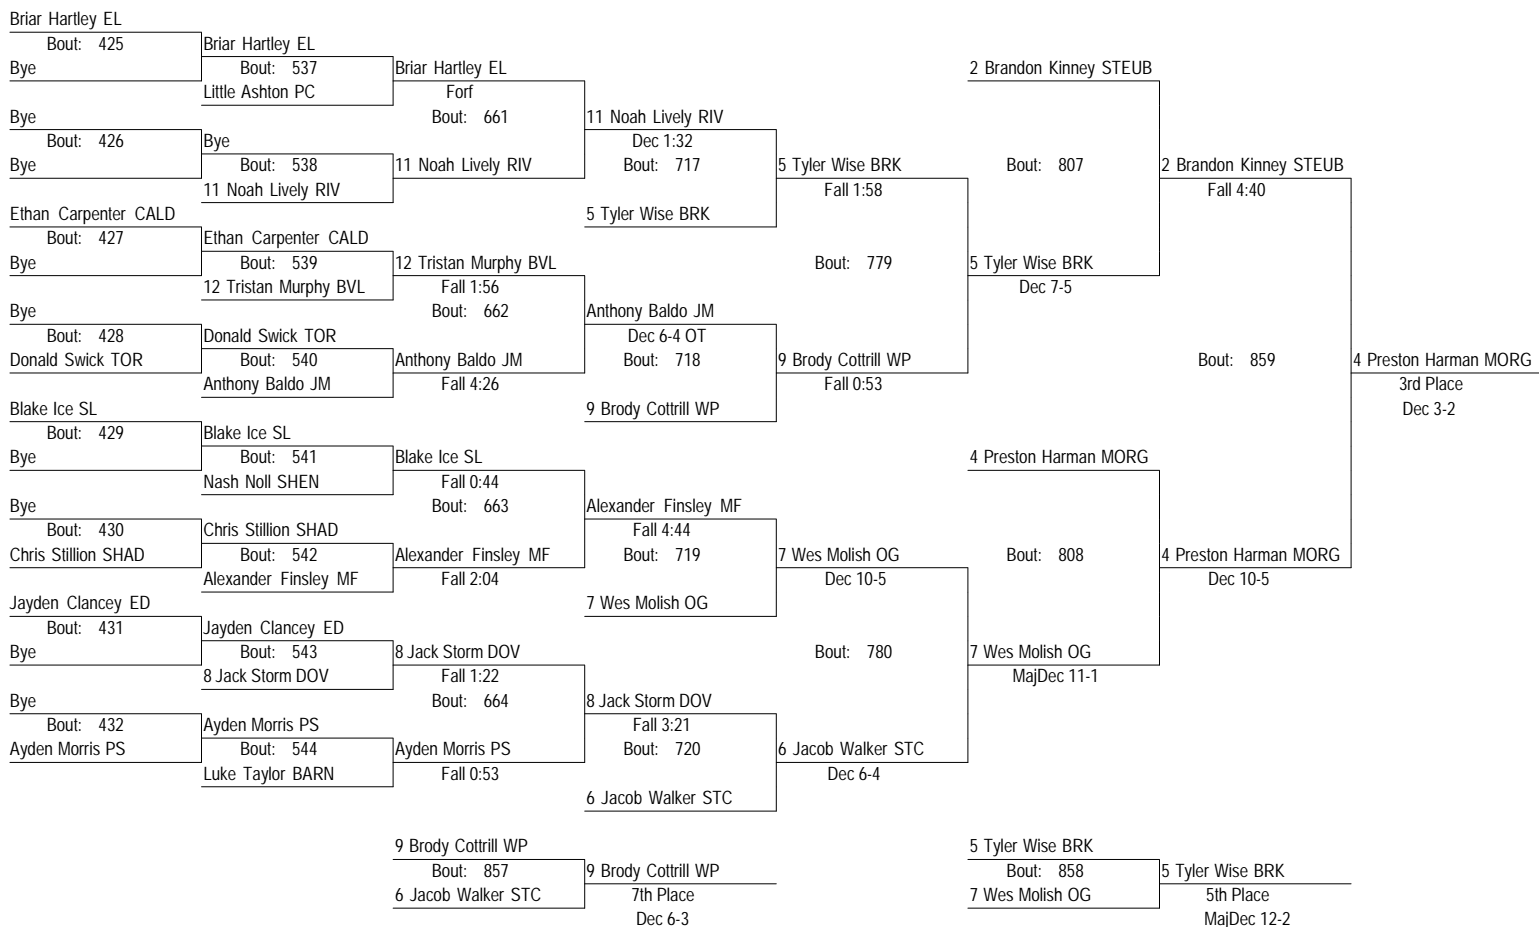 Briar Hartley EL
Bout: 425
Bye
Bye
Bout: 426
Bye
Ethan Carpenter CALD
Bout: 427
Bye
Bye
Bout: 428
Donald Swick TOR
Blake Ice SL
Bout: 429
Bye
Bye
Bout: 430
Chris Stillion SHAD
Jayden Clancey ED
Bout: 431
Bye
Bye
Bout: 432
Ayden Morris PS
Briar Hartley EL
Bout: 537
Little Ashton PC
Bye
Bout: 538
11 Noah Lively RIV
Ethan Carpenter CALD
Bout: 539
12 Tristan Murphy BVL
Donald Swick TOR
Bout: 540
Anthony Baldo JM
Blake Ice SL
Bout: 541
Nash Noll SHEN
Chris Stillion SHAD
Bout: 542
Alexander Finsley MF
Jayden Clancey ED
Bout: 543
8 Jack Storm DOV
Ayden Morris PS
Bout: 544
Luke Taylor BARN
Briar Hartley EL
Forf
Bout: 661
11 Noah Lively RIV
12 Tristan Murphy BVL
Fall 1:56
Bout: 662
Anthony Baldo JM
Fall 4:26
Blake Ice SL
Fall 0:44
Bout: 663
Alexander Finsley MF
Fall 2:04
8 Jack Storm DOV
Fall 1:22
Bout: 664
Ayden Morris PS
Fall 0:53
11 Noah Lively RIV
Dec 1:32
Bout: 717
5 Tyler Wise BRK
Anthony Baldo JM
Dec 6-4 OT
Bout: 718
9 Brody Cottrill WP
Alexander Finsley MF
Fall 4:44
Bout: 719
7 Wes Molish OG
8 Jack Storm DOV
Fall 3:21
Bout: 720
6 Jacob Walker STC
5 Tyler Wise BRK
Fall 1:58
Bout: 779
9 Brody Cottrill WP
Fall 0:53
7 Wes Molish OG
Dec 10-5
Bout: 780
6 Jacob Walker STC
Dec 6-4
2 Brandon Kinney STEUB
Bout: 807
5 Tyler Wise BRK
Dec 7-5
4 Preston Harman MORG
Bout: 808
7 Wes Molish OG
MajDec 11-1
2 Brandon Kinney STEUB
Fall 4:40
Bout: 859
4 Preston Harman MORG
Dec 10-5
4 Preston Harman MORG
3rd Place
Dec 3-2
9 Brody Cottrill WP
Bout: 857
6 Jacob Walker STC
9 Brody Cottrill WP
7th Place
Dec 6-3
5 Tyler Wise BRK
Bout: 858
7 Wes Molish OG
5 Tyler Wise BRK
5th Place
MajDec 12-2